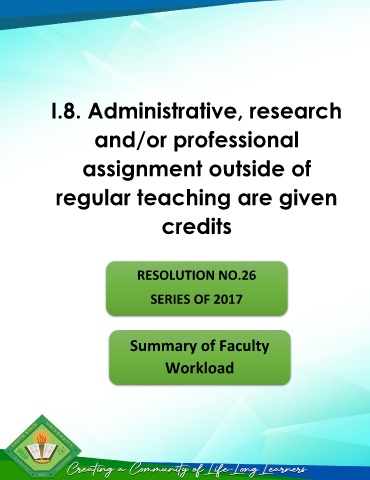 I.8. Administrative, research
and/or professional
assignment outside of
regular teaching are given
credits
RESOLUTION NO.26
SERIES OF 2017
Summary of Faculty
Workload
Creating a Community of Life-Long Learners